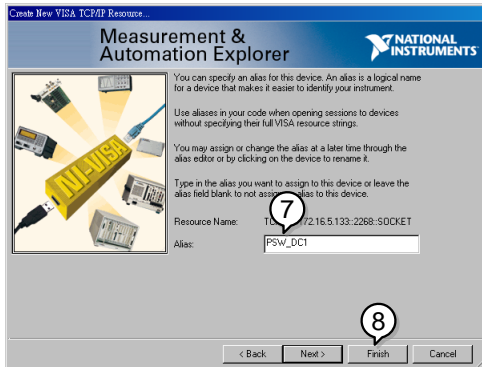 Create New VISA TCP/IP Resource...
Measurement &
Automation Explorer
NATIONAL
INSTRUMENTS
You can specify an alias for this device. An alias is a logical name
for a device that makes it easier to identify your instrument.
Use aliases in your code when opening sessions to devices
without specifying their full VISA resource strings.
You may assign or change the alias at a later time through the
alias editor or by clicking on the device to rename it.
Type in the alias you want to assign to this device or leave the
alias field blank to not alias to this device.
7
Resource Name: 72.16.5.133::2268::SOCKET
Alias: PSW_DC1
NI-VISA
8
< Back Next > Finish Cancel